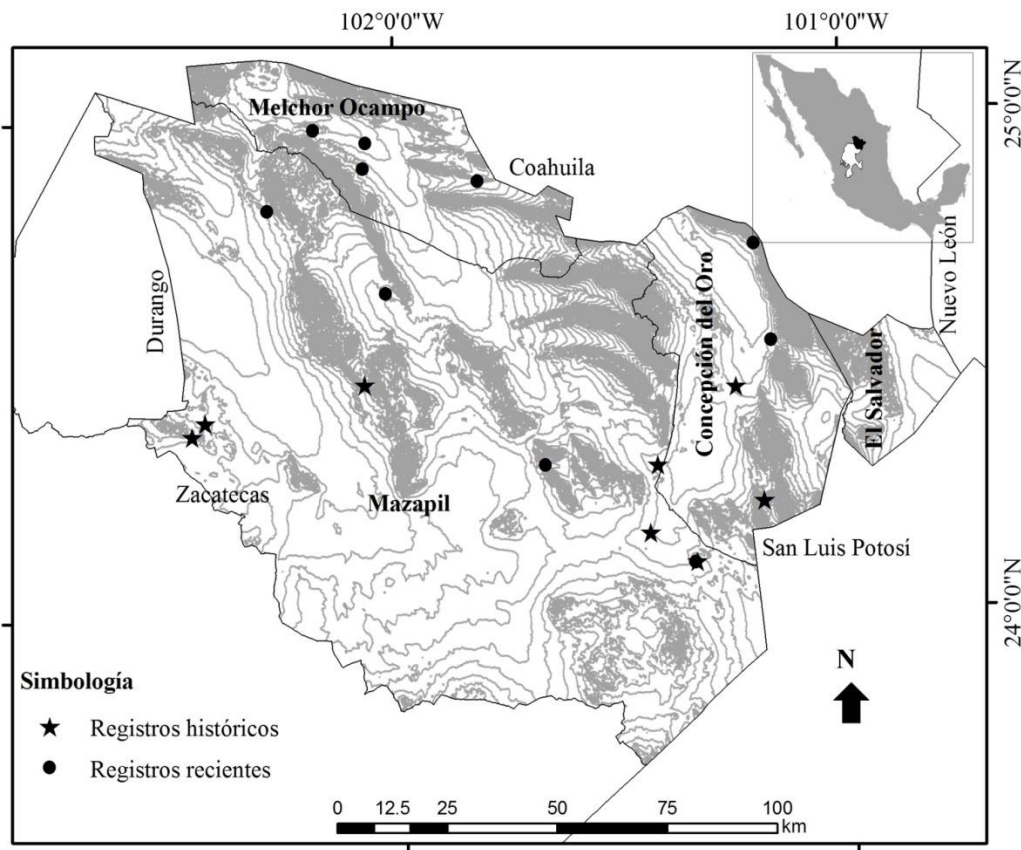 102°0'0"W
101°0'0"W
25°0'0"N
Melchor Ocampo
Coahuila
Nuevo León
Durango
Concepción del Oro
El Salvador
Zacatecas
Mazapil
San Luis Potosí
24°0'0"N
N
Simbología
Registros históricos
Registros recientes
0 12.5 25 50 75 100
km